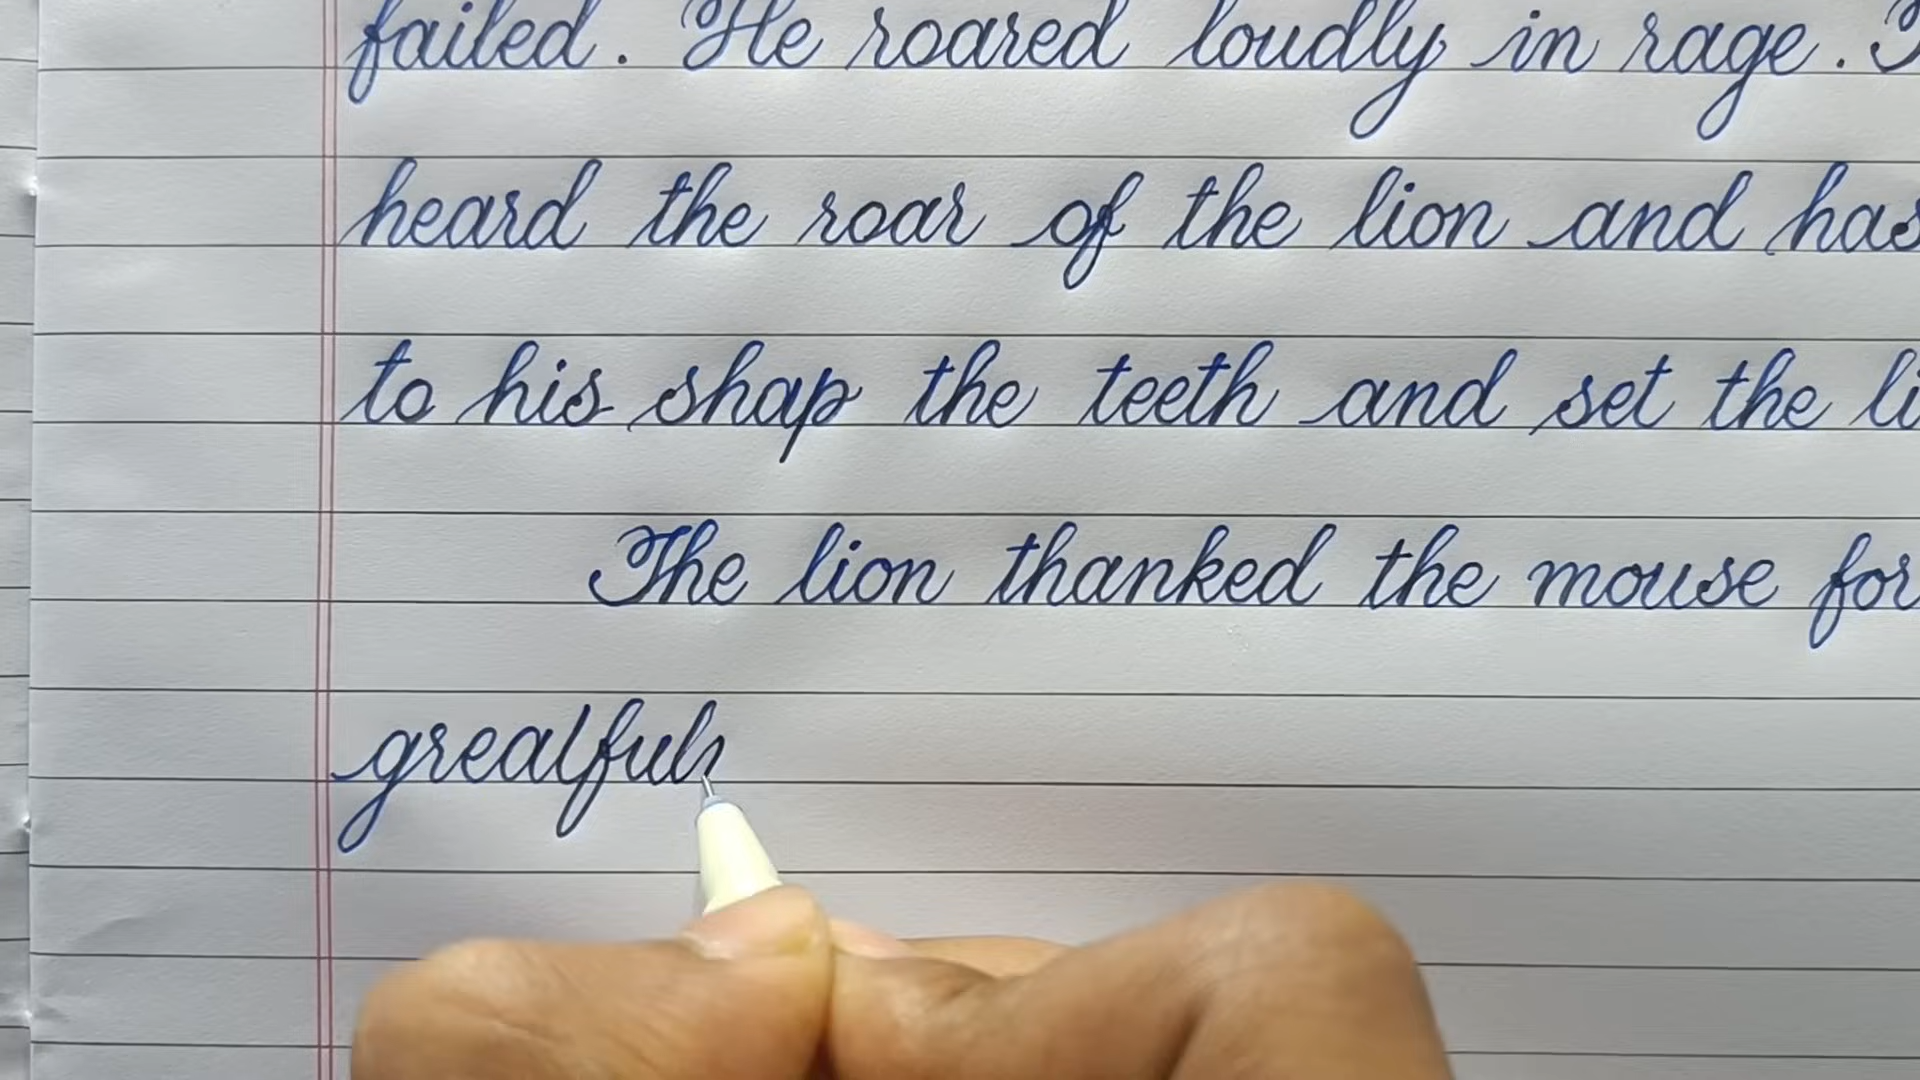 failed. He roared loudly in rage.
heard the roar of the lion and has
to his shap the teeth and set the li
The lion thanked the mouse for